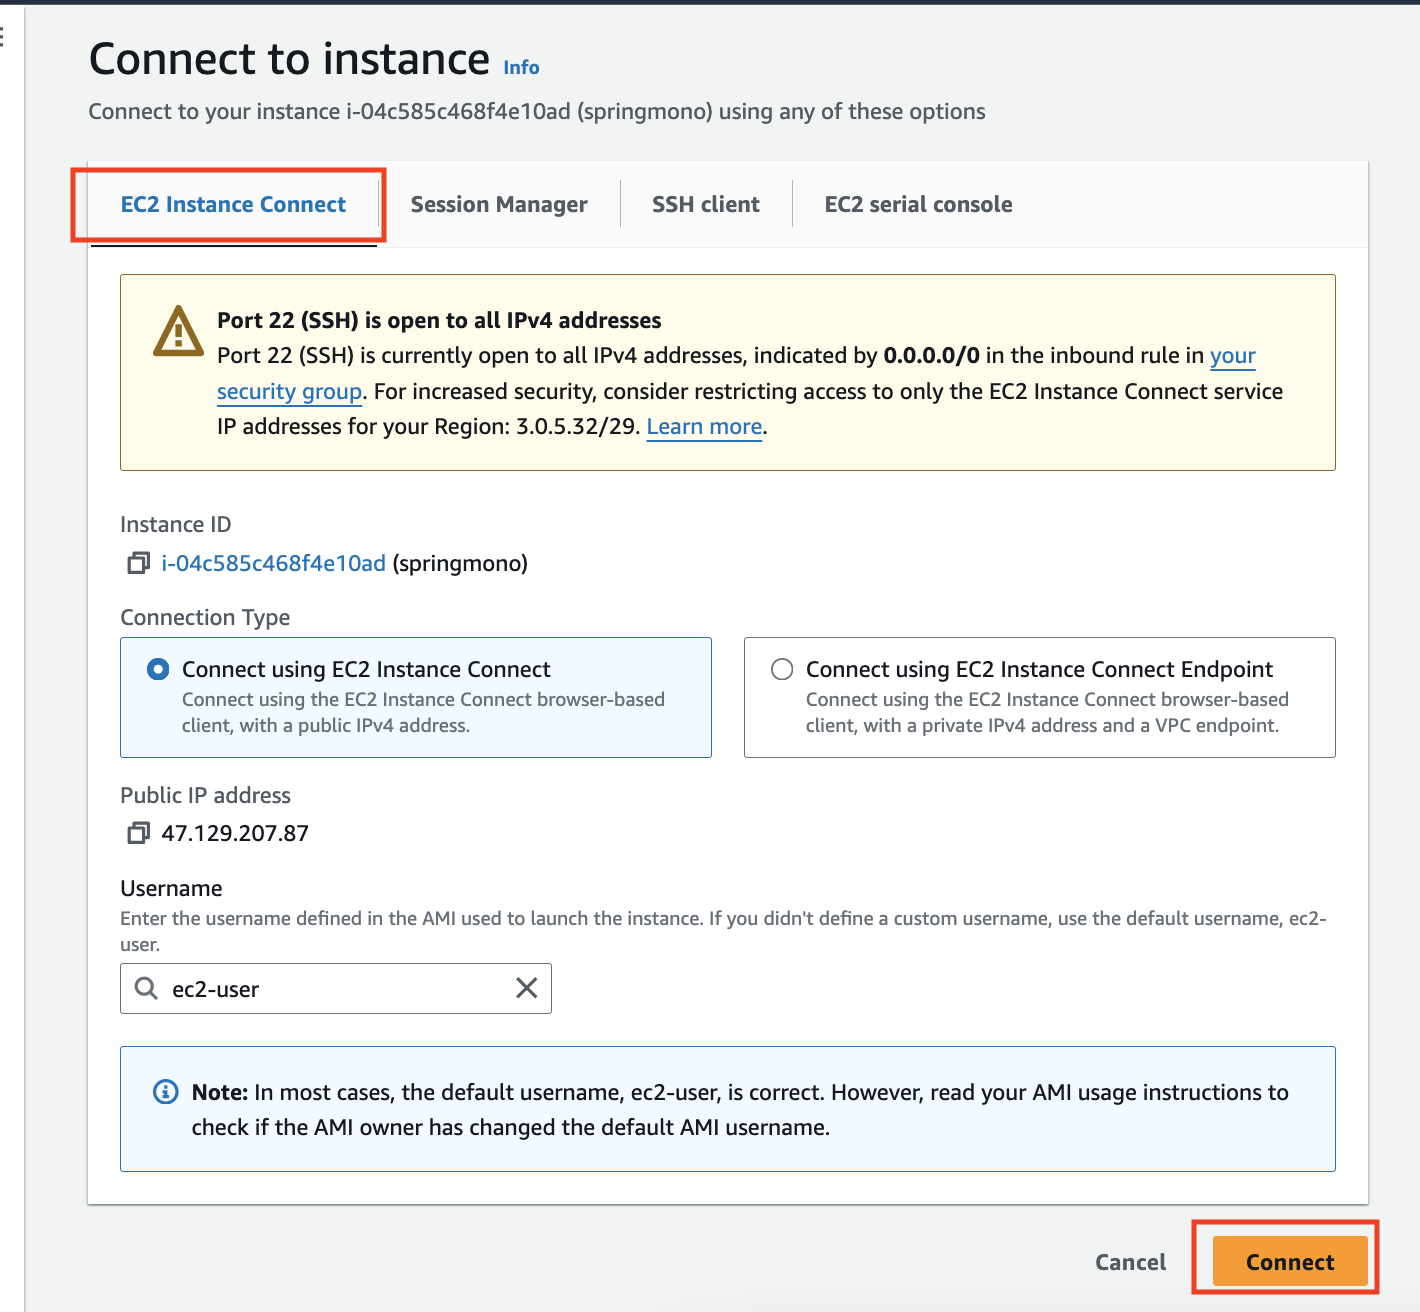 Connect to instance Info
Connect to your instance i-04c585c468f4e10ad (springmono) using any of these options
EC2 Instance Connect Session Manager SSH client EC2 serial console
Port 22 (SSH) is open to all IPv4 addresses
Port 22 (SSH) is currently open to all IPv4 addresses, indicated by 0.0.0.0/0 in the inbound rule in your
security group. For increased security, consider restricting access to only the EC2 Instance Connect service
IP addresses for your Region: 3.0.5.32/29. Learn more.
Instance ID
i-04c585c468f4e10ad (springmono)
Connection Type
Connect using EC2 Instance Connect
Connect using the EC2 Instance Connect browser-based
client, with a public IPv4 address.
Connect using EC2 Instance Connect Endpoint
Connect using the EC2 Instance Connect browser-based
client, with a private IPv4 address and a VPC endpoint.
Public IP address
47.129.207.87
Username
Enter the username defined in the AMI used to launch the instance. If you didn't define a custom username, use the default username, ec2-
user.
ec2-user
Note: In most cases, the default username, ec2-user, is correct. However, read your AMI usage instructions to
check if the AMI owner has changed the default AMI username.
Cancel Connect